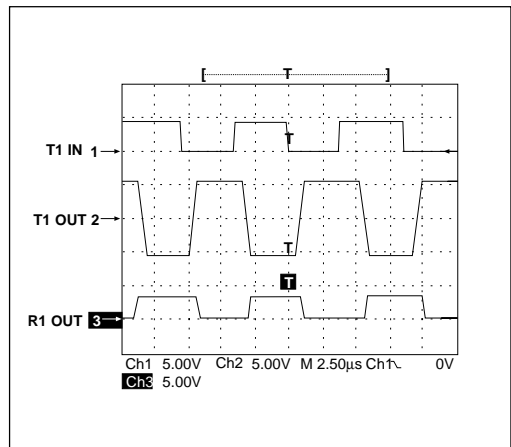 [ T ]
T
T1 IN 1
T1 OUT 2
T
T
R1 OUT 3
Ch1 5.00V Ch2 5.00V M 2.50µs Ch1 0V
Ch3 5.00V